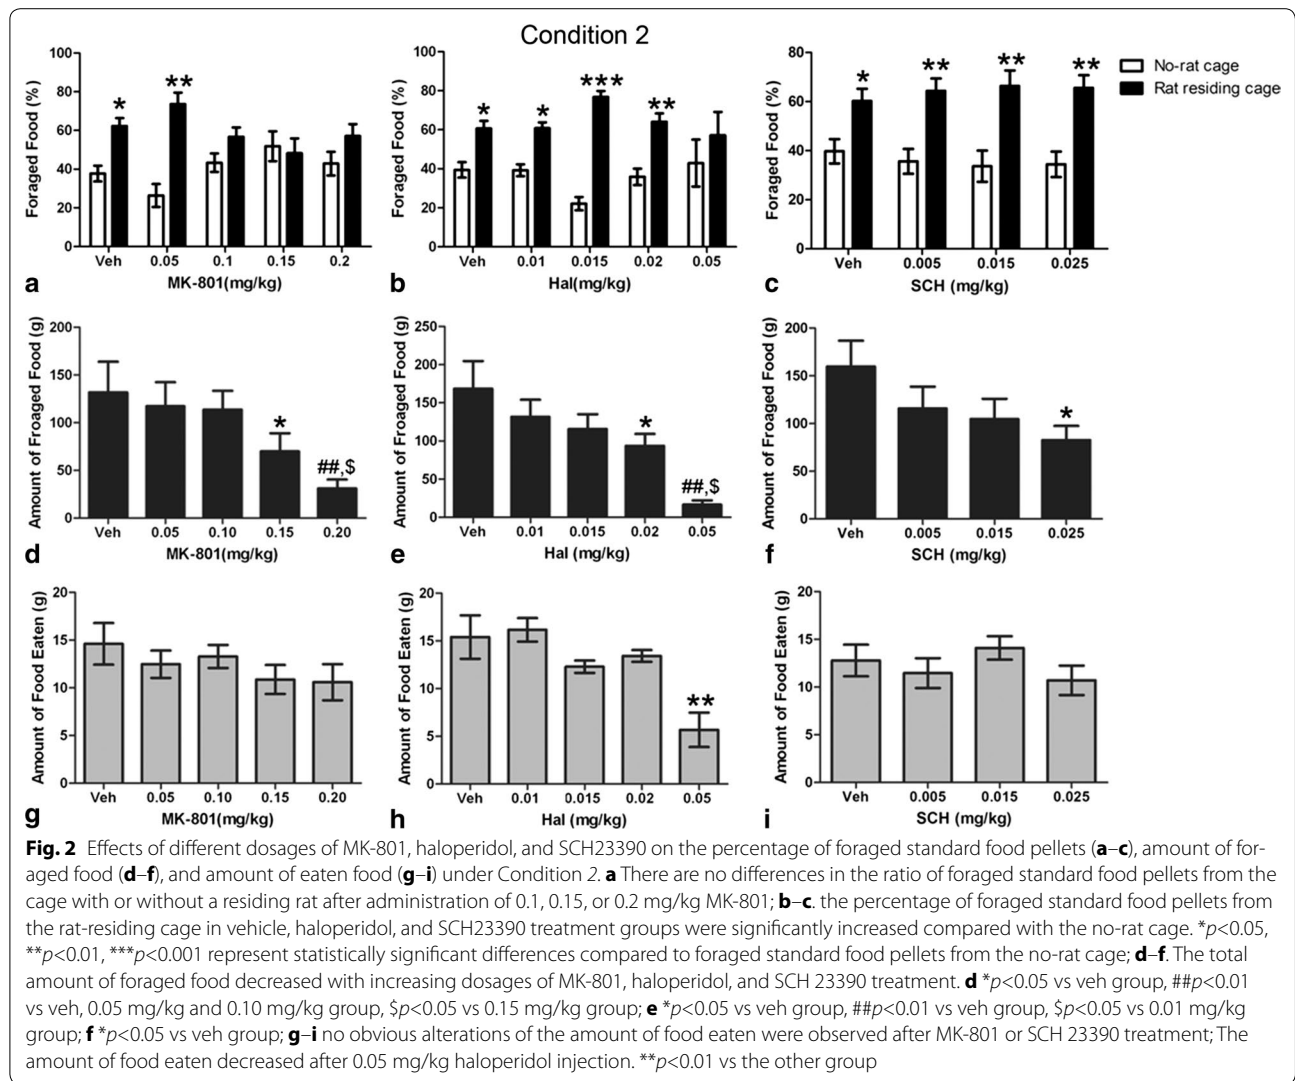 Condition 2
100
80
60
40
20
0
Foraged Food (%)
*
**
Veh 0.05 0.1 0.15 0.2
MK-801(mg/kg)
a
100
80
60
40
20
0
Foraged Food (%)
*
*
***
**
Veh 0.01 0.015 0.02 0.05
Hal(mg/kg)
b
80
60
40
20
0
Foraged Food (%)
*
**
**
**
Veh 0.005 0.015 0.025
SCH (mg/kg)
c
No-rat cage
Rat residing cage
200
150
100
50
0
Amount of Froaged Food (g)
*
##,$
Veh 0.05 0.10 0.15 0.20
MK-801(mg/kg)
d
250
200
150
100
50
0
Amount of Froaged Food (g)
*
##,$
Veh 0.01 0.015 0.02 0.05
Hal (mg/kg)
e
200
150
100
50
0
Amount of Froaged Food (g)
*
Veh 0.005 0.015 0.025
SCH (mg/kg)
f
20
15
10
5
0
Amount of Food Eaten (g)
Veh 0.05 0.10 0.15 0.20
MK-801(mg/kg)
g
20
15
10
5
0
Amount of Food Eaten (g)
**
Veh 0.01 0.015 0.02 0.05
Hal (mg/kg)
h
20
15
10
5
0
Amount of Food Eaten (g)
Veh 0.005 0.015 0.025
SCH (mg/kg)
i
Fig. 2 Effects of different dosages of MK-801, haloperidol, and SCH23390 on the percentage of foraged standard food pellets (a–c), amount of for-
aged food (d–f), and amount of eaten food (g–i) under Condition 2. a There are no differences in the ratio of foraged standard food pellets from the
cage with or without a residing rat after administration of 0.1, 0.15, or 0.2 mg/kg MK-801; b–c. the percentage of foraged standard food pellets from
the rat-residing cage in vehicle, haloperidol, and SCH23390 treatment groups were significantly increased compared with the no-rat cage. *p<0.05,
**p<0.01, ***p<0.001 represent statistically significant differences compared to foraged standard food pellets from the no-rat cage; d–f. The total
amount of foraged food decreased with increasing dosages of MK-801, haloperidol, and SCH 23390 treatment. d *p<0.05 vs veh group, ##p<0.01
vs veh, 0.05 mg/kg and 0.10 mg/kg group, $p<0.05 vs 0.15 mg/kg group; e *p<0.05 vs veh group, ##p<0.01 vs veh group, $p<0.05 vs 0.01 mg/kg
group; f *p<0.05 vs veh group; g–i no obvious alterations of the amount of food eaten were observed after MK-801 or SCH 23390 treatment; The
amount of food eaten decreased after 0.05 mg/kg haloperidol injection. **p<0.01 vs the other group